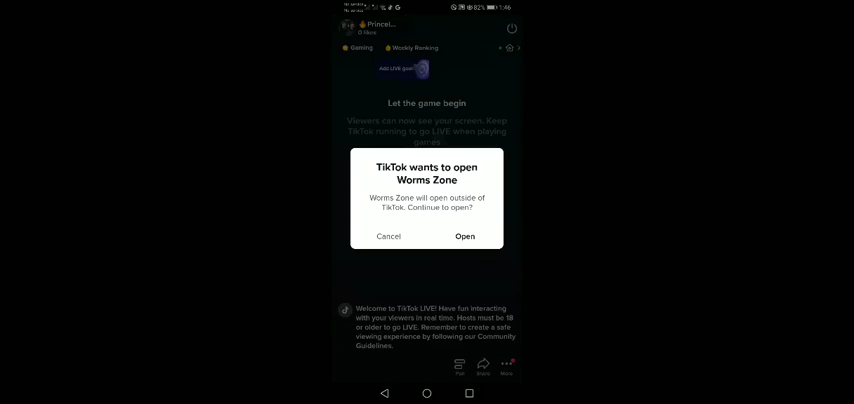 82% 1:46
Princei...
0 likes
Gaming Weekly Ranking
Add LIVE goal
Let the game begin
Viewers can now see your screen. Keep
TikTok running to go LIVE when playing
games
TikTok wants to open
Worms Zone
Worms Zone will open outside of
TikTok. Continue to open?
Cancel Open
Welcome to TikTok LIVE! Have fun interacting
with your viewers in real time. Hosts must be 18
or older to go LIVE. Remember to create a safe
viewing experience by following our Community
Guidelines.
Poll Share More